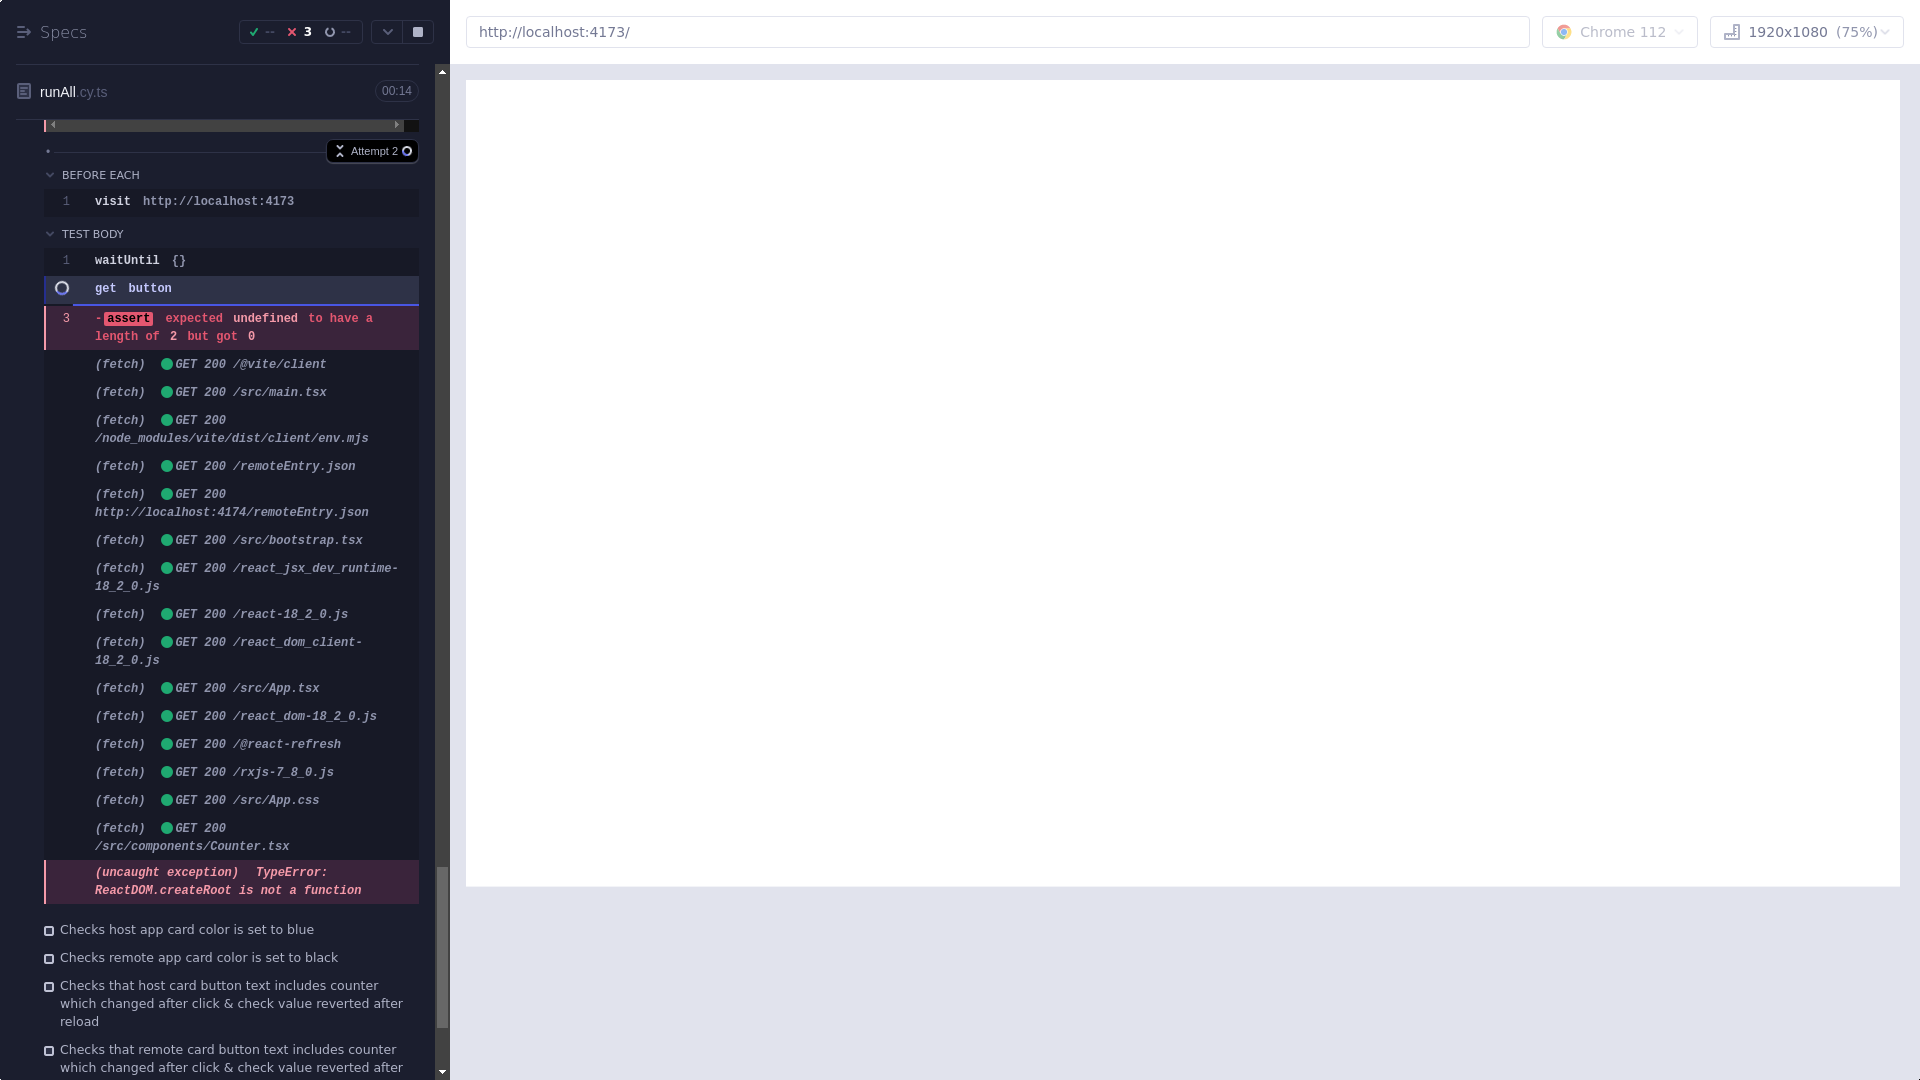 Specs
-- 3 --
http://localhost:4173/
Chrome 112
1920x1080 (75%)
runAll.cy.ts
00:14
Attempt 2
BEFORE EACH
1 visit http://localhost:4173
TEST BODY
1 waitUntil {}
get button
3 -assert expected undefined to have a
length of 2 but got 0
(fetch) GET 200 /@vite/client
(fetch) GET 200 /src/main.tsx
(fetch) GET 200
/node_modules/vite/dist/client/env.mjs
(fetch) GET 200 /remoteEntry.json
(fetch) GET 200
http://localhost:4174/remoteEntry.json
(fetch) GET 200 /src/bootstrap.tsx
(fetch) GET 200 /react_jsx_dev_runtime-
18_2_0.js
(fetch) GET 200 /react-18_2_0.js
(fetch) GET 200 /react_dom_client-
18_2_0.js
(fetch) GET 200 /src/App.tsx
(fetch) GET 200 /react_dom-18_2_0.js
(fetch) GET 200 /@react-refresh
(fetch) GET 200 /rxjs-7_8_0.js
(fetch) GET 200 /src/App.css
(fetch) GET 200
/src/components/Counter.tsx
(uncaught exception) TypeError:
ReactDOM.createRoot is not a function
Checks host app card color is set to blue
Checks remote app card color is set to black
Checks that host card button text includes counter
which changed after click & check value reverted after
reload
Checks that remote card button text includes counter
which changed after click & check value reverted after